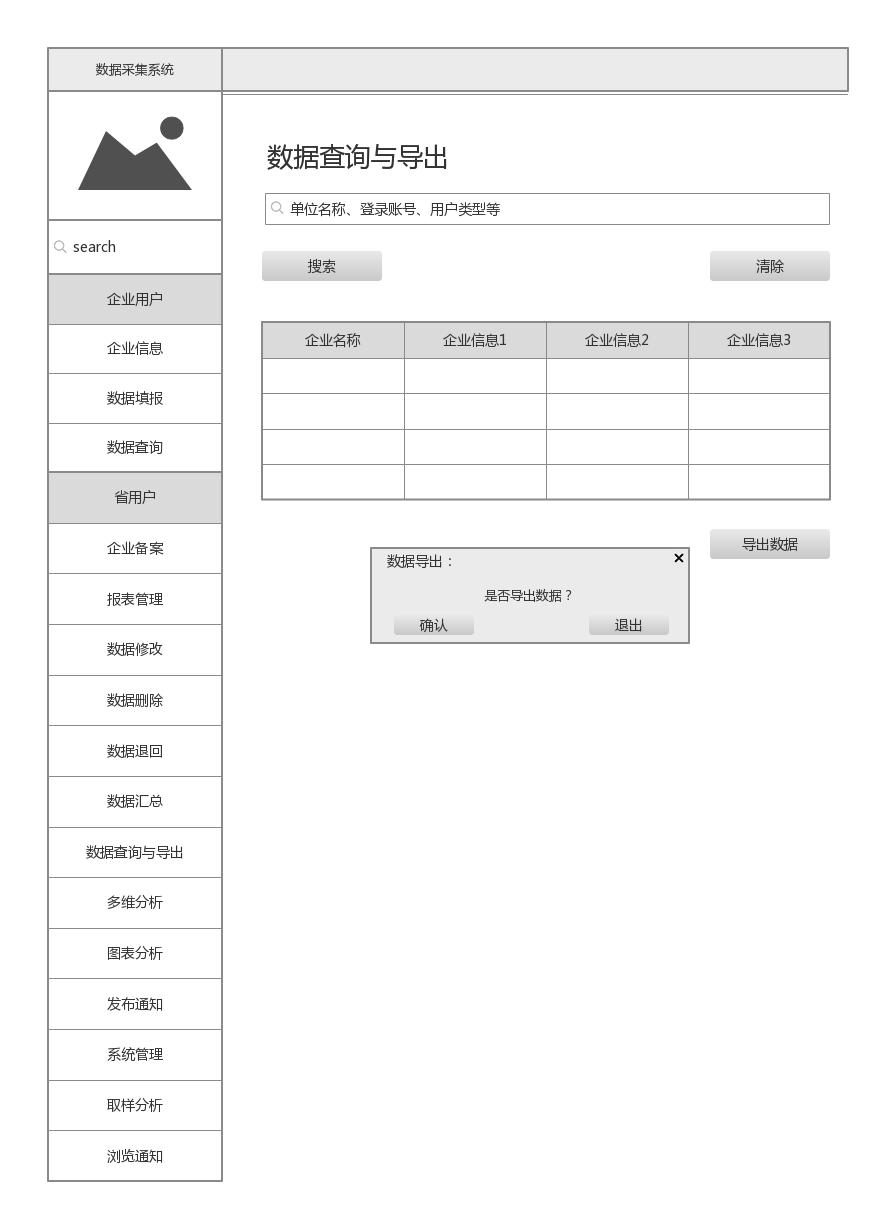 数据采集系统
search
企业用户
企业信息
数据填报
数据查询
省用户
企业备案
报表管理
数据修改
数据删除
数据退回
数据汇总
数据查询与导出
多维分析
图表分析
发布通知
系统管理
取样分析
浏览通知
数据查询与导出
单位名称、登录账号、用户类型等
搜索 清除
企业名称 企业信息1 企业信息2 企业信息3
导出数据
数据导出：
是否导出数据？
确认 退出